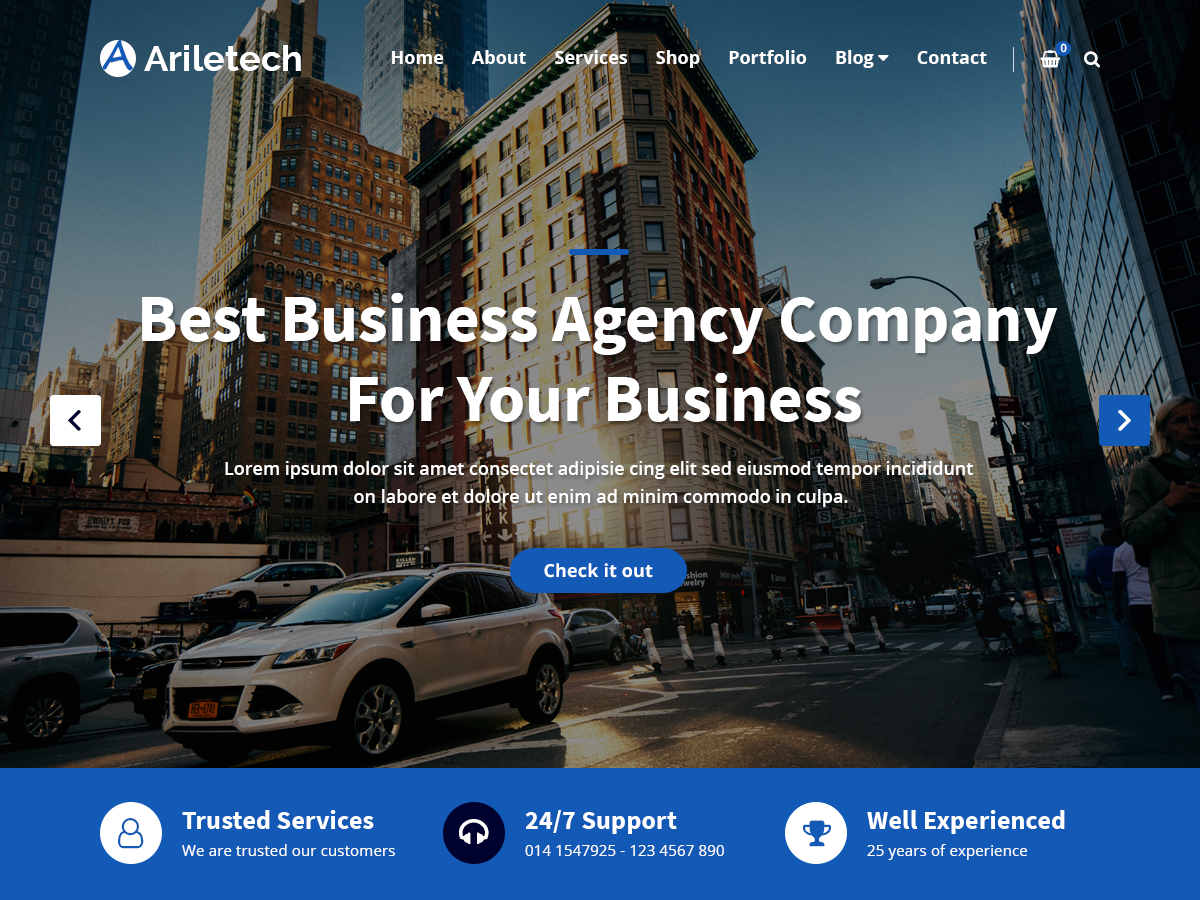 Ariletech
Home About Services Shop Portfolio Blog Contact 0
Best Business Agency Company
For Your Business
Lorem ipsum dolor sit amet consectet adipisie cing elit sed eiusmod tempor incididunt
on labore et dolore ut enim ad minim commodo in culpa.
Check it out
Trusted Services
We are trusted our customers
24/7 Support
014 1547925 - 123 4567 890
Well Experienced
25 years of experience